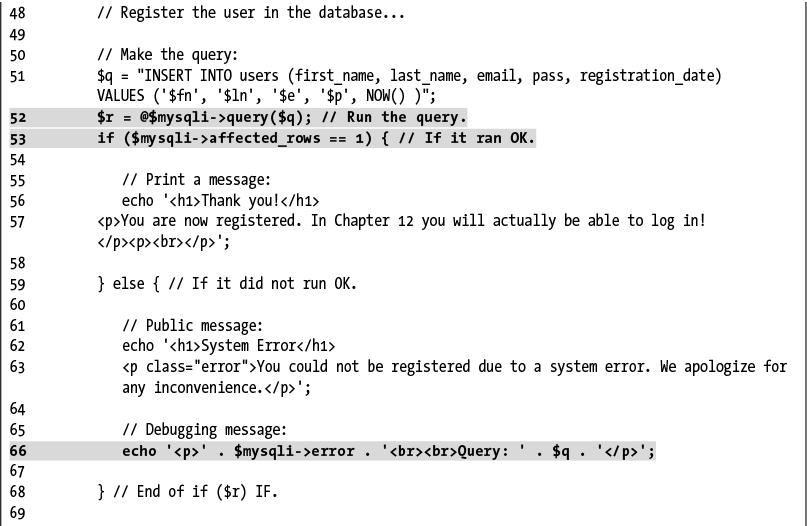 48 // Register the user in the database...
49
50 // Make the query:
51 $q = "INSERT INTO users (first_name, last_name, email, pass, registration_date)
VALUES ('$fn', '$ln', '$e', '$p', NOW() )";
52 $r = @$mysqli->query($q); // Run the query.
53 if ($mysqli->affected_rows == 1) { // If it ran OK.
54
55 // Print a message:
56 echo '<h1>Thank you!</h1>
57 <p>You are now registered. In Chapter 12 you will actually be able to log in!
</p><p><br></p>';
58
59 } else { // If it did not run OK.
60
61 // Public message:
62 echo '<h1>System Error</h1>
63 <p class="error">You could not be registered due to a system error. We apologize for
any inconvenience.</p>';
64
65 // Debugging message:
66 echo '<p>' . $mysqli->error . '<br><br>Query: ' . $q . '</p>';
67
68 } // End of if ($r) IF.
69